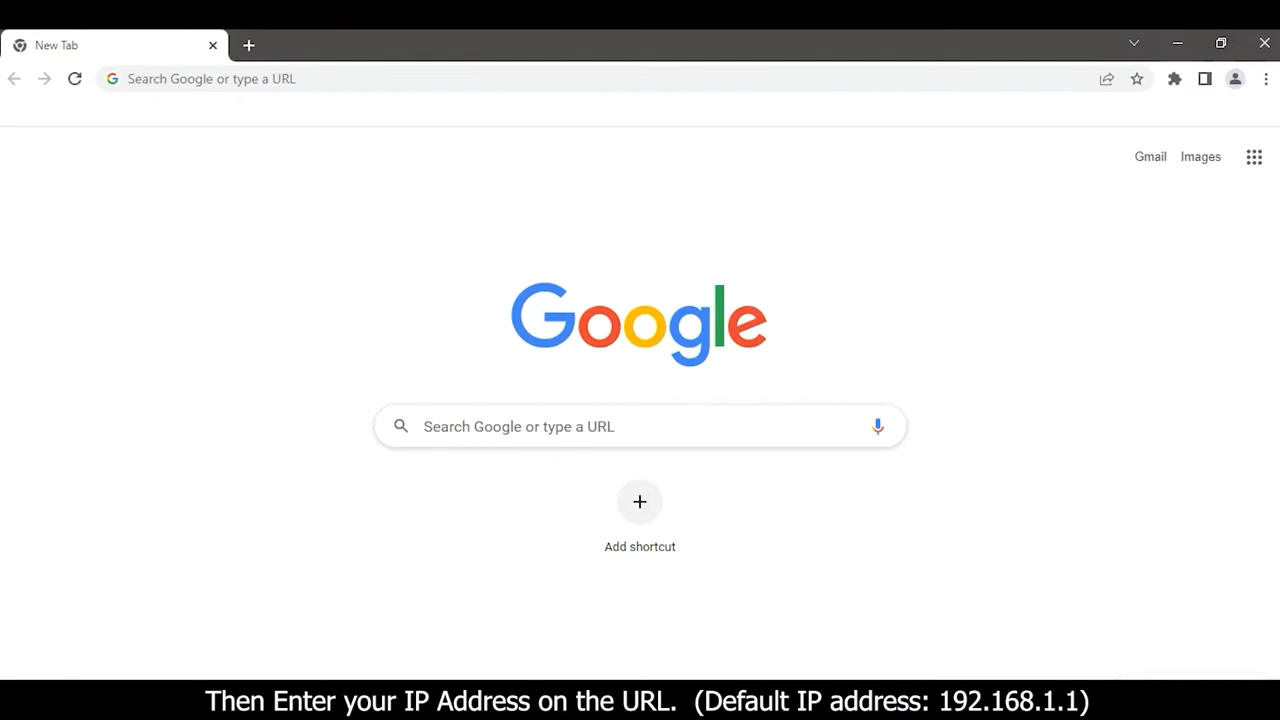 New Tab
Search Google or type a URL
Gmail Images
Google
Search Google or type a URL
Add shortcut
Then Enter your IP Address on the URL. (Default IP address: 192.168.1.1)